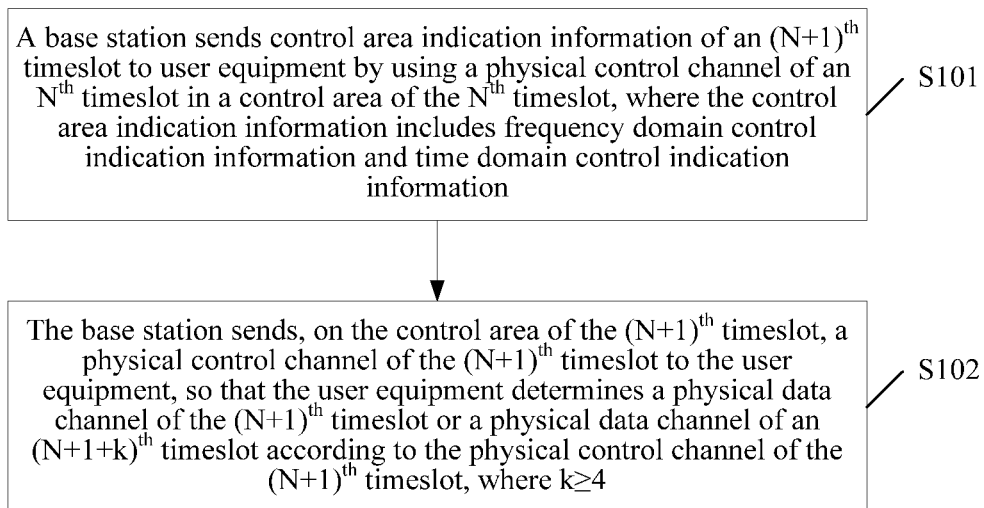 A base station sends control area indication information of an (N+1)th
timeslot to user equipment by using a physical control channel of an
Nth timeslot in a control area of the Nth timeslot, where the control
area indication information includes frequency domain control
indication information and time domain control indication
information
S101
The base station sends, on the control area of the (N+1)th timeslot, a
physical control channel of the (N+1)th timeslot to the user
equipment, so that the user equipment determines a physical data
channel of the (N+1)th timeslot or a physical data channel of an
(N+1+k)th timeslot according to the physical control channel of the
(N+1)th timeslot, where k≥4
S102